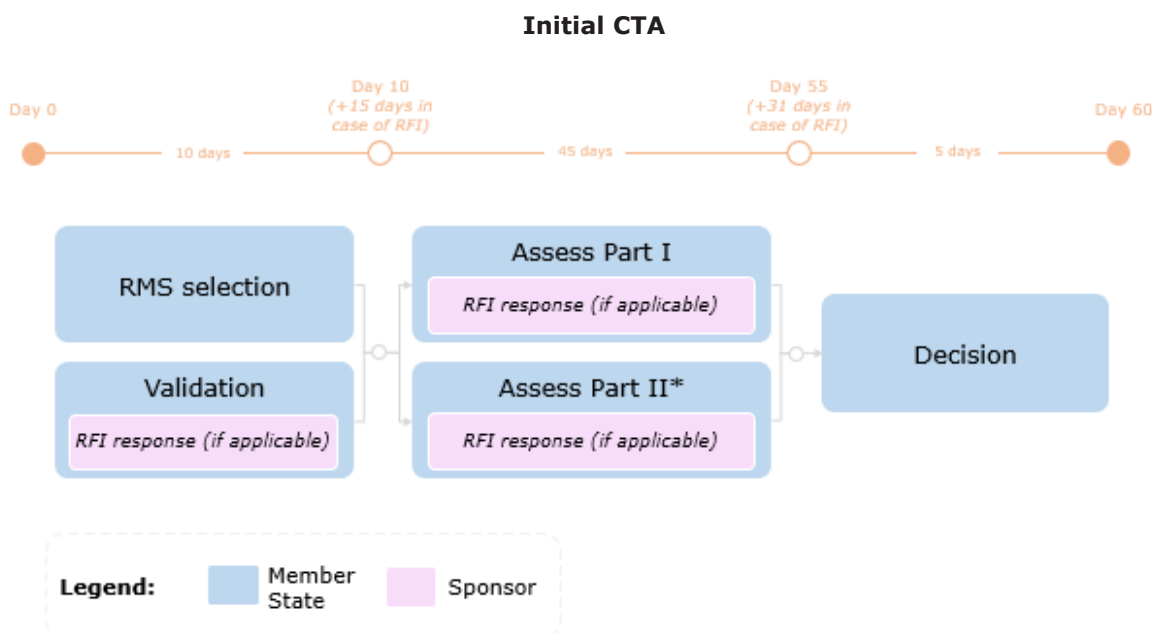 Initial CTA
Day 0
Day 10
(+15 days in
case of RFI)
Day 55
(+31 days in
case of RFI)
Day 60
10 days
45 days
5 days
RMS selection
Validation
RFI response (if applicable)
Assess Part I
RFI response (if applicable)
Assess Part II*
RFI response (if applicable)
Decision
Legend:
Member
State
Sponsor